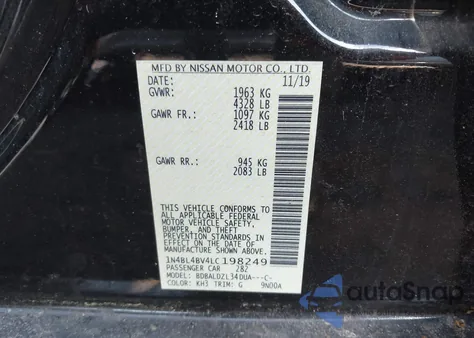 MFD BY NISSAN MOTOR CO., LTD.
DATE: 11/19
GVWR: 1963 KG
4328 LB
GAWR FR.: 1097 KG
2418 LB
GAWR RR.: 945 KG
2083 LB
THIS VEHICLE CONFORMS TO ALL
APPLICABLE FEDERAL MOTOR
VEHICLE SAFETY,
BUMPER, AND THEFT
PREVENTION STANDARDS
IN EFFECT ON THE DATE
OF MANUFACTURE SHOWN ABOVE.
1N4BL4BV4LC198249
PASSENGER CAR 282
MODEL: BDBALDZL34DUA---C-
COLOR: KH3 TRIM: G 9N00A
autoSnap